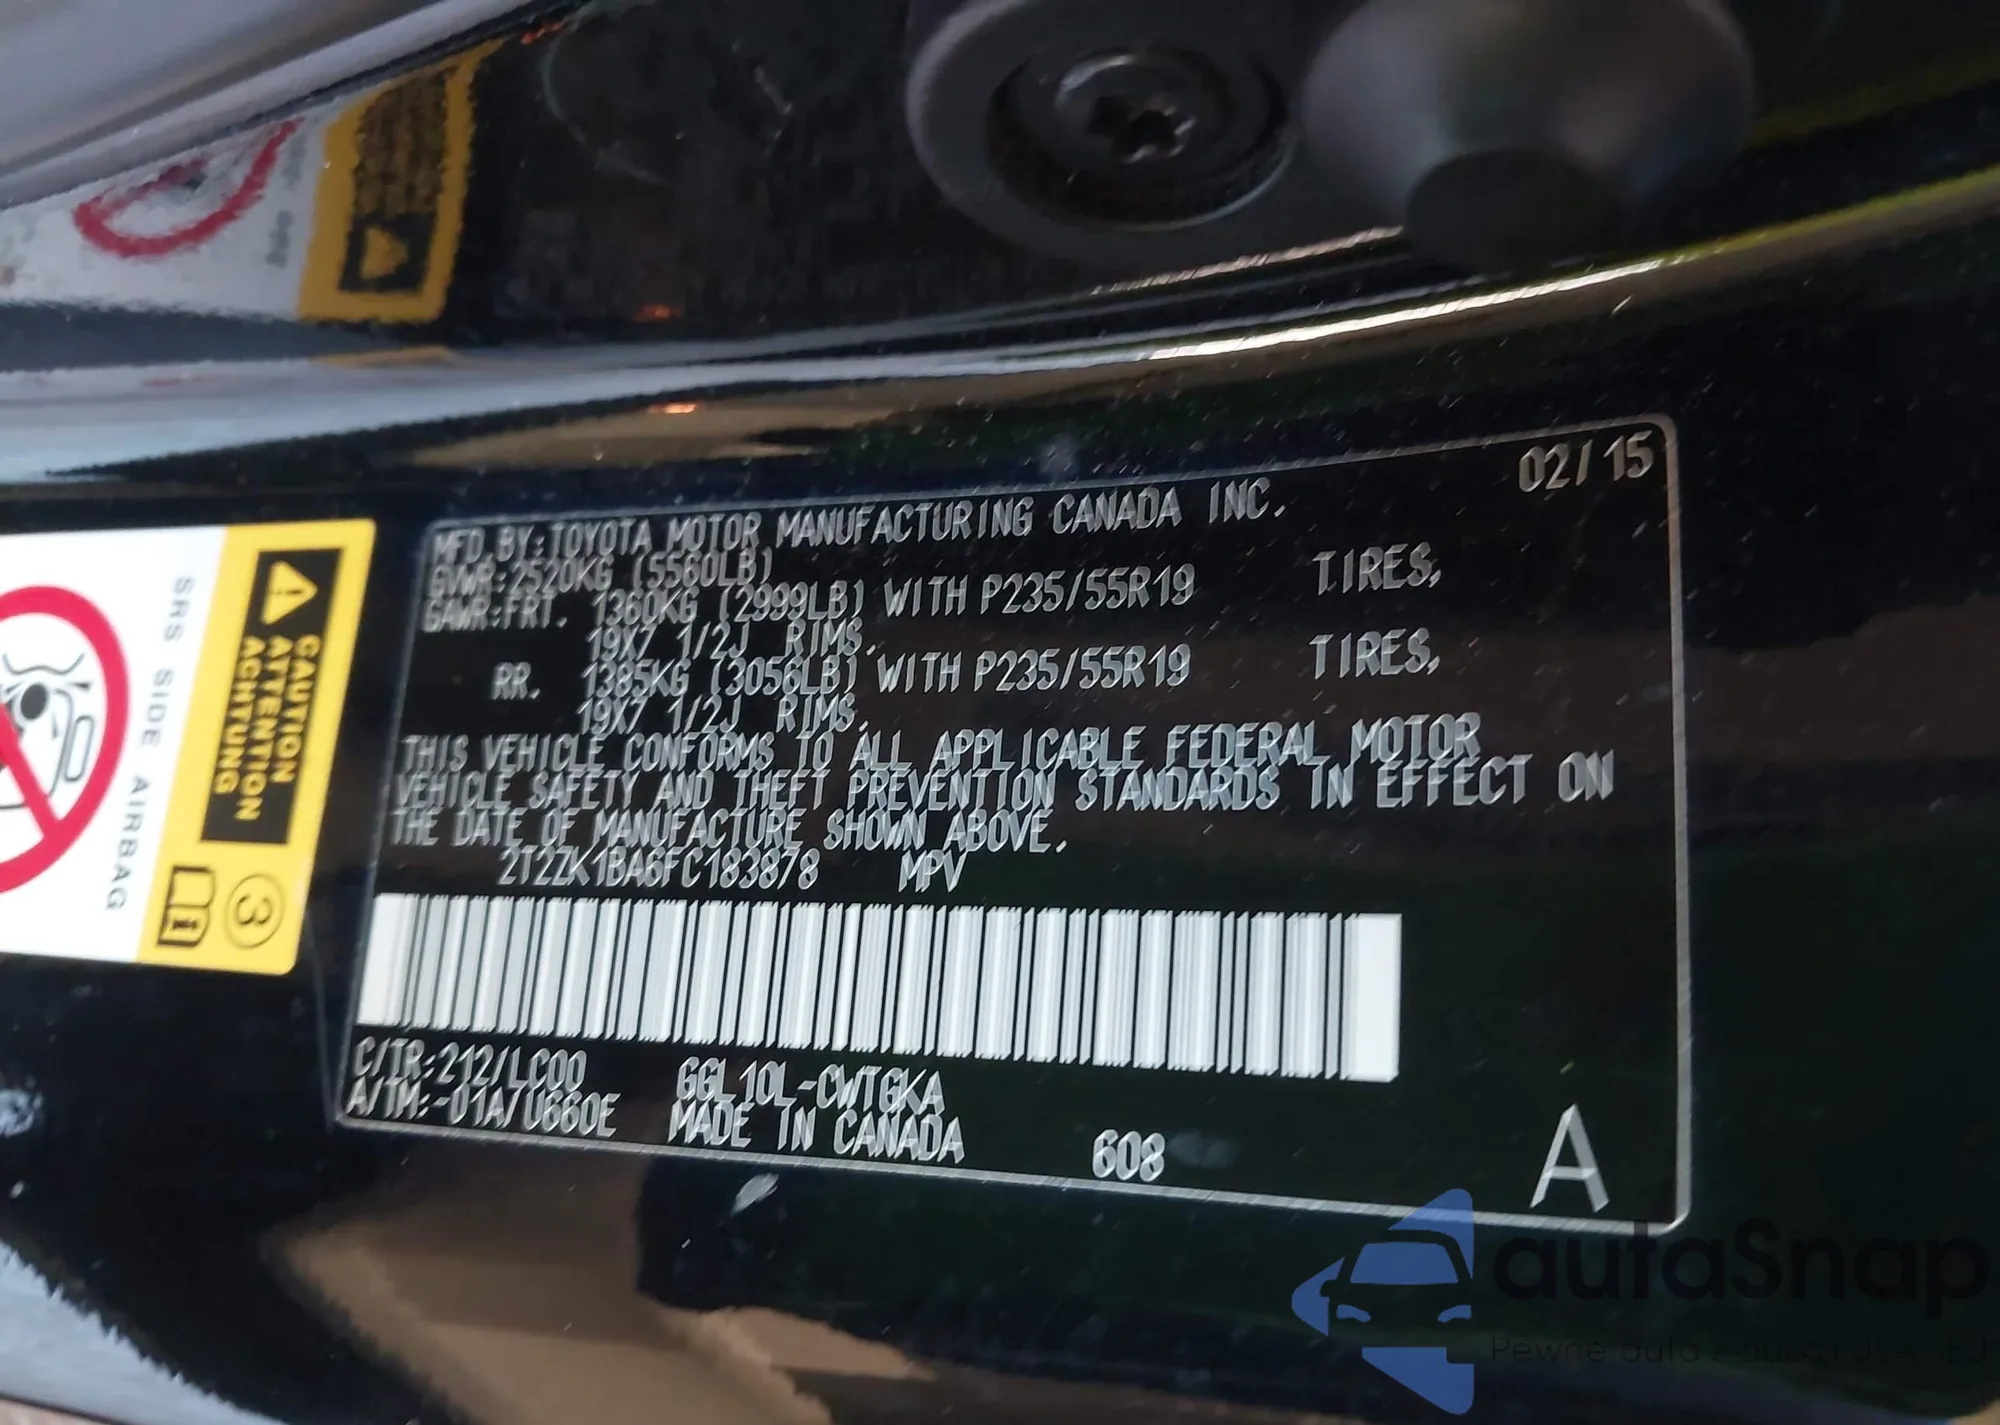 02/15
MFD.BY:TOYOTA MOTOR MANUFACTURING CANADA INC.
GVWR:2520KG (5560LB)
GAWR:FRT. 1360KG (2999LB) WITH P235/55R19 TIRES,
19X7 1/2J RIMS.
RR. 1385KG (3056LB) WITH P235/55R19 TIRES,
19X7 1/2J RIMS.
THIS VEHICLE CONFORMS TO ALL APPLICABLE FEDERAL MOTOR
VEHICLE SAFETY AND THEFT PREVENTION STANDARDS IN EFFECT ON
THE DATE OF MANUFACTURE SHOWN ABOVE.
2T2ZK1BA6FC183878 MPV
C/TR:212/LC00 GGL10L-CWTGKA
A/TM:-01A/U660E MADE IN CANADA 608 A
CAUTION
ATTENTION
ACHTUNG
SRS SIDE AIRBAG
3
autaSnap
Pewne auto z